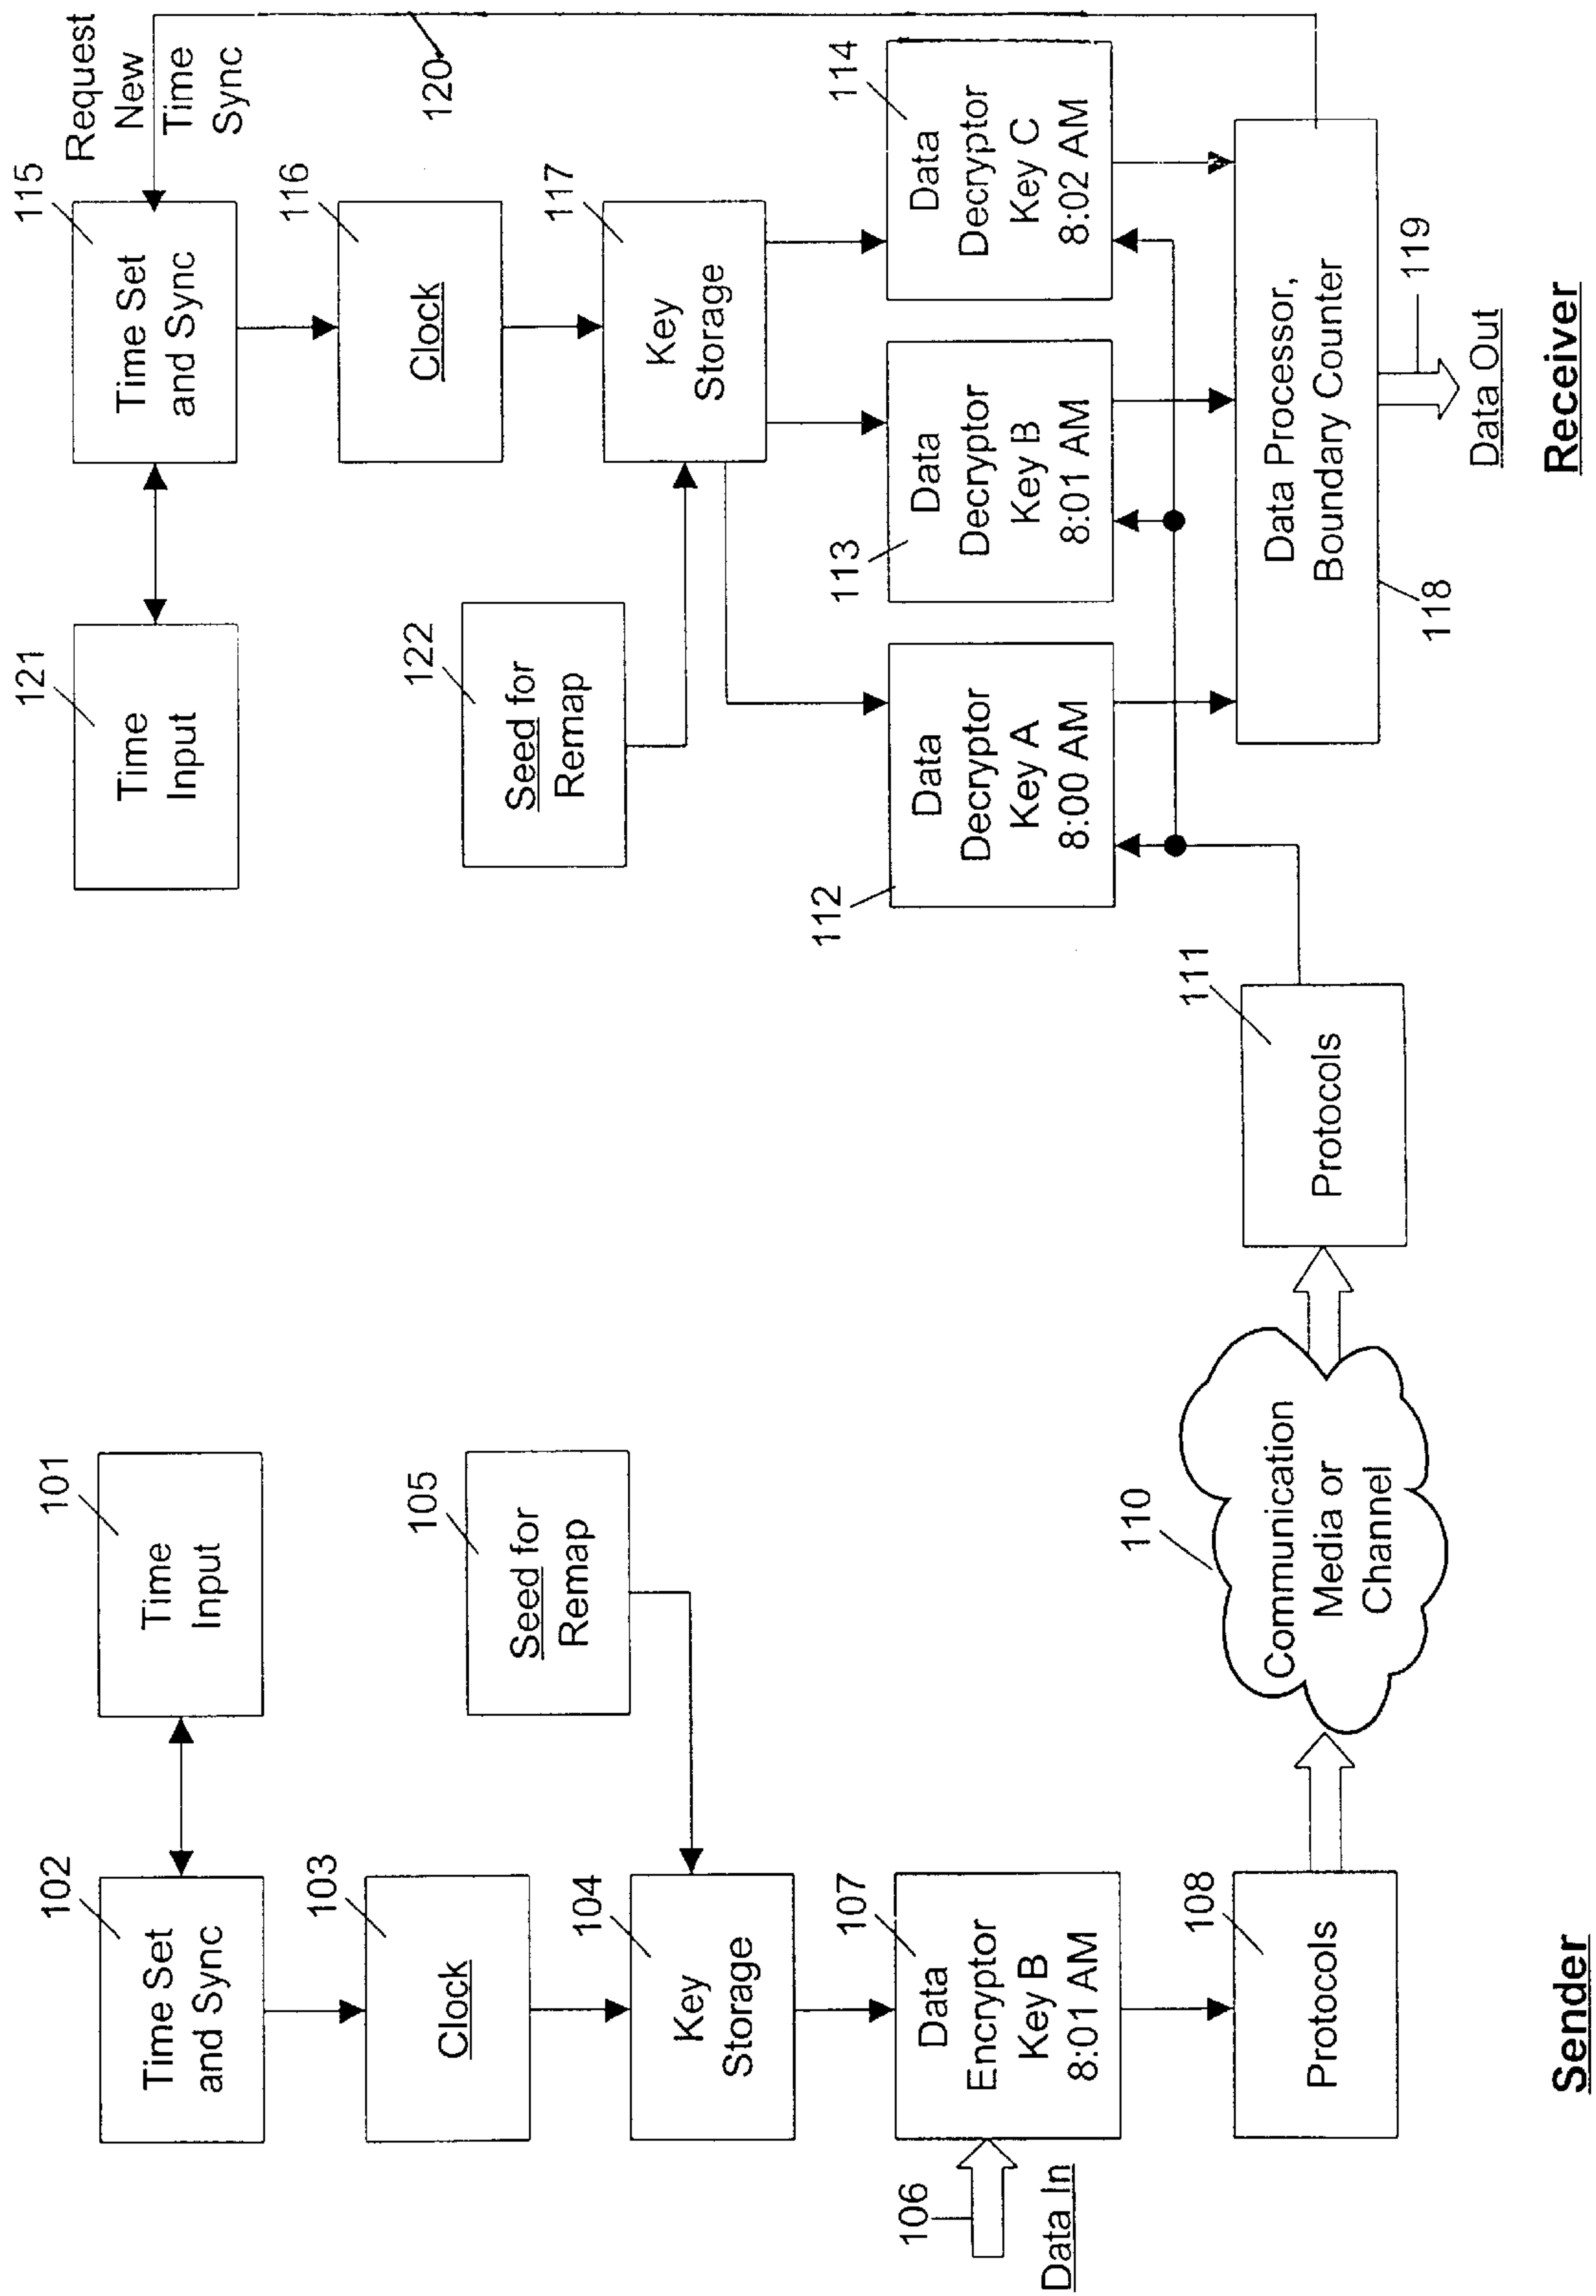 102
Time Set
and Sync
101
Time
Input
103
Clock
105
Seed for
Remap
104
Key
Storage
106
Data In
107
Data
Encryptor
Key B
8:01 AM
108
Protocols
110
Communication
Media or
Channel
Sender
121
Time
Input
115
Time Set
and Sync
Request
New
Time
Sync
120
116
Clock
122
Seed for
Remap
117
Key
Storage
112
Data
Decryptor
Key A
8:00 AM
113
Data
Decryptor
Key B
8:01 AM
114
Data
Decryptor
Key C
8:02 AM
111
Protocols
118
Data Processor,
Boundary Counter
119
Data Out
Receiver